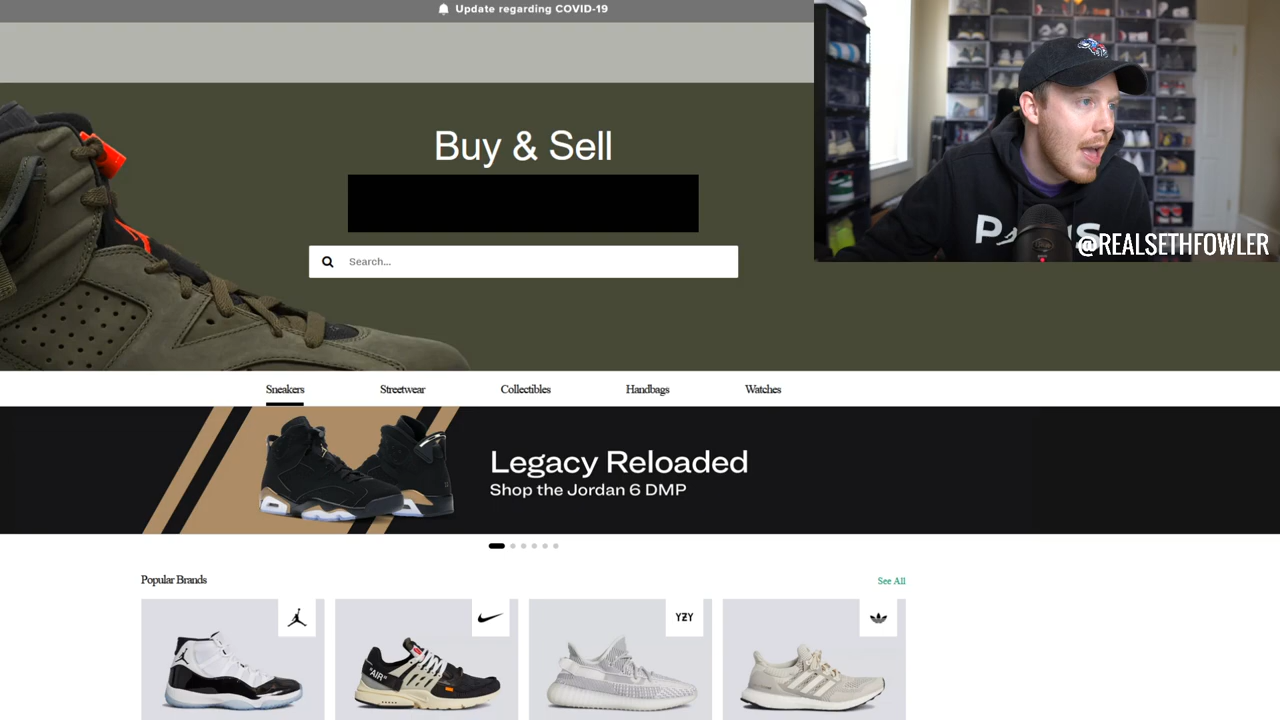 Update regarding COVID-19
Buy & Sell
Search...
@REALSETHFOWLER
Sneakers Streetwear Collectibles Handbags Watches
Legacy Reloaded
Shop the Jordan 6 DMP
Popular Brands
See All
YZY
"AIR"